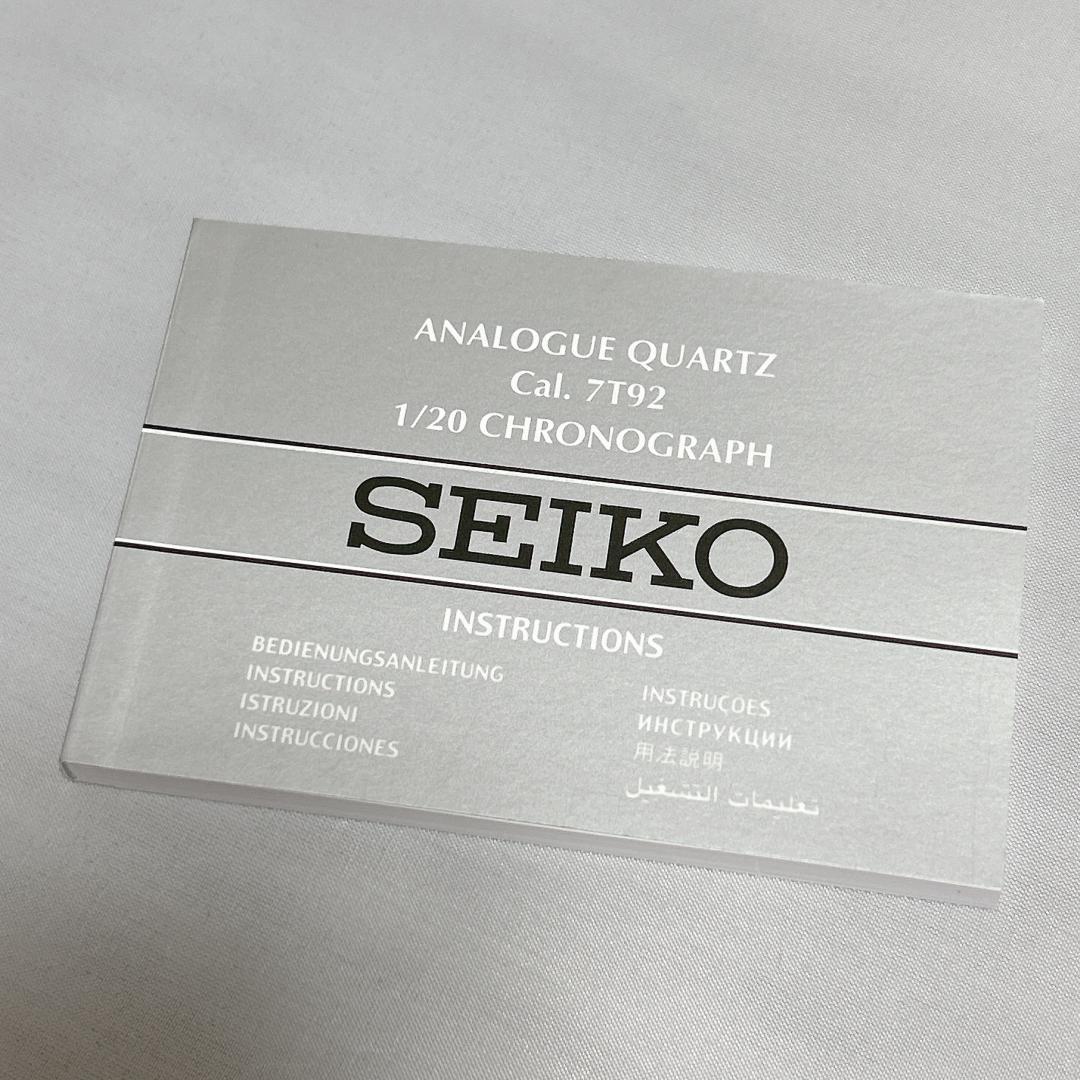 ANALOGUE QUARTZ
Cal. 7T92
1/20 CHRONOGRAPH
SEIKO
INSTRUCTIONS
BEDIENUNGSANLEITUNG
INSTRUCTIONS
ISTRUZIONI
INSTRUCCIONES
INSTRUÇÕES
ИНСТРУКЦИИ
用法説明
تعليمات التشغيل